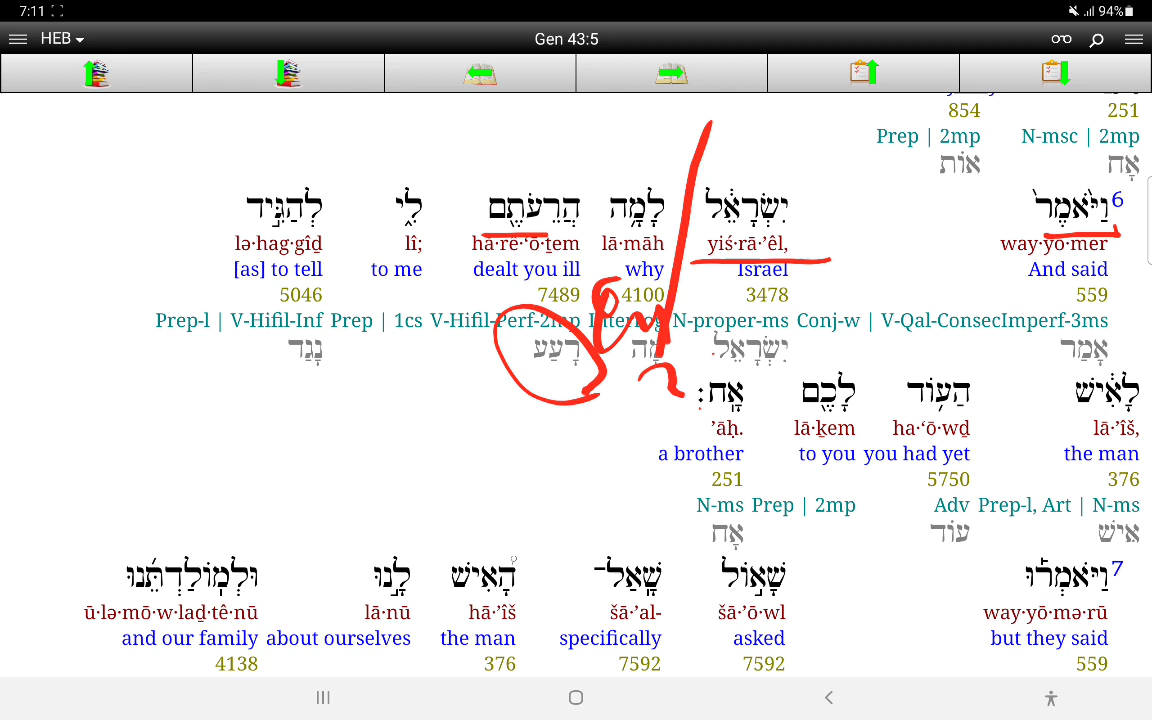 7:11 94%
HEB Gen 43:5
854 251
Prep | 2mp N-msc | 2mp
אוֹת אָח
6 וַיֹּ֙אמֶר֙ יִשְׂרָאֵ֔ל לָמָ֥ה הֲרֵעֹתֶ֖ם לִ֑י לְהַגִּ֣יד
lə·hag·gîḏ lî; hă·rê·‘ō·ṯem lā·māh yiś·rā·’êl, way·yō·mer
[as] to tell to me dealt you ill why Israel And said
5046 7489 4100 3478 559
Prep-l | V-Hifil-Inf Prep | 1cs V-Hifil-Perf-2mp Interrog N-proper-ms Conj-w | V-Qal-ConsecImperf-3ms
אָמַר יִשְׂרָאֵל מָה רָעַע נָגַד
לָאִ֔ישׁ הַע֥וֹד לָכֶ֖ם אָֽח׃
’āḥ. lā·ḵem ha·‘ō·wḏ lā·’îš,
a brother to you you had yet the man
251 5750 376
N-ms Prep | 2mp Adv Prep-l, Art | N-ms
אִישׁ עוֹד אָח
7 וַיֹּאמְר֡וּ שָׁא֣וֹל שָֽׁאַל־ הָ֠אִישׁ לָ֣נוּ וּלְמֽוֹלַדְתֵּ֜נוּ
ū·lə·mō·w·laḏ·tê·nū lā·nū hā·’îš šā·’al- šā·’ō·wl way·yō·mə·rū
and our family about ourselves the man specifically asked but they said
4138 376 7592 7592 559